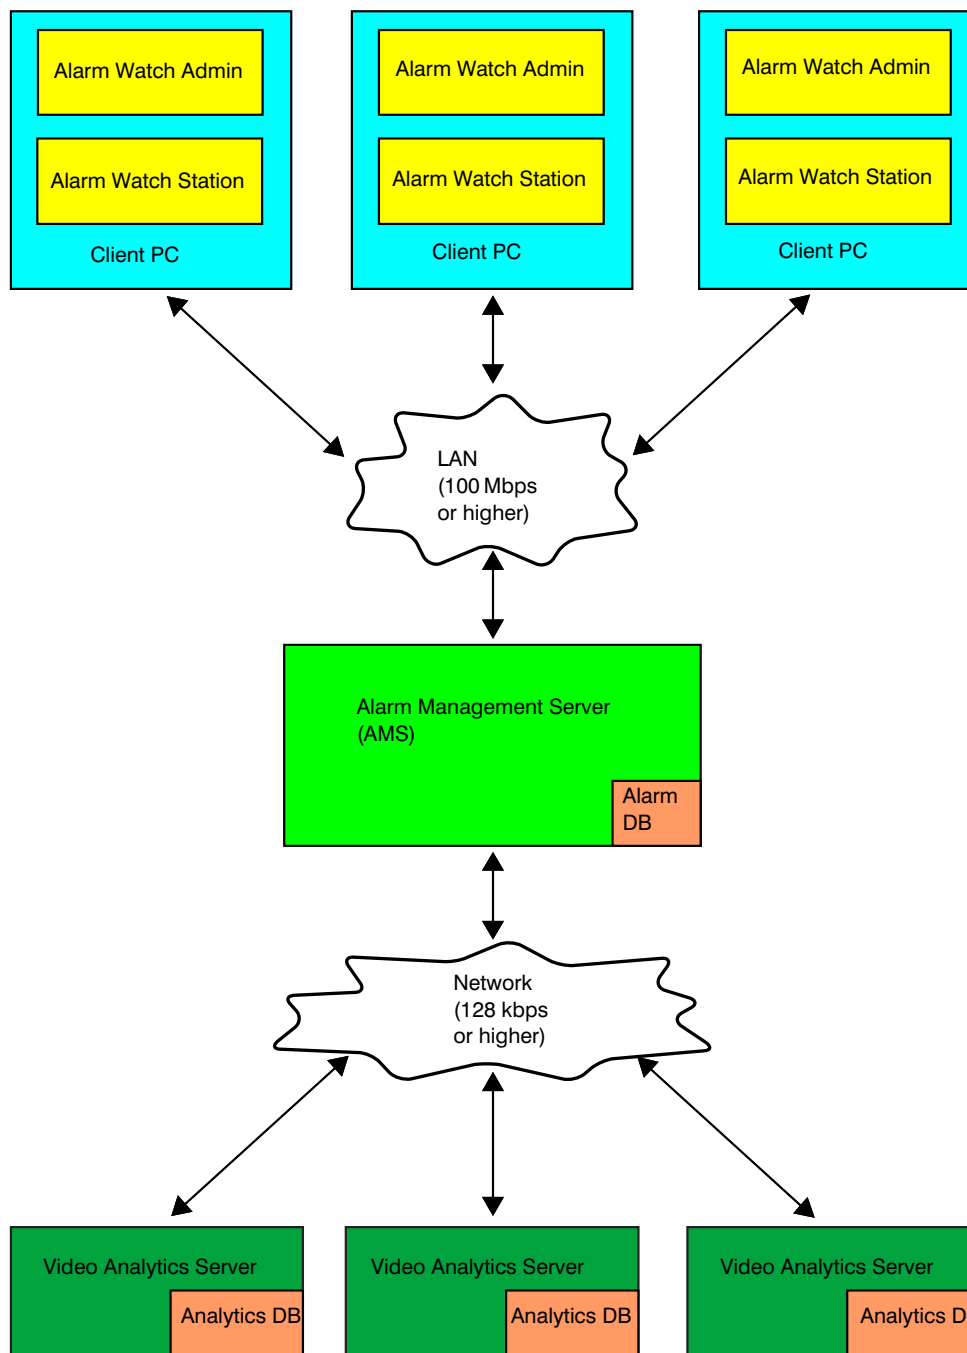 Alarm Watch Admin
Alarm Watch Station
Client PC
Alarm Watch Admin
Alarm Watch Station
Client PC
Alarm Watch Admin
Alarm Watch Station
Client PC
LAN
(100 Mbps
or higher)
Alarm Management Server
(AMS)
Alarm
DB
Network
(128 kbps
or higher)
Video Analytics Server
Analytics DB
Video Analytics Server
Analytics DB
Video Analytics Server
Analytics D